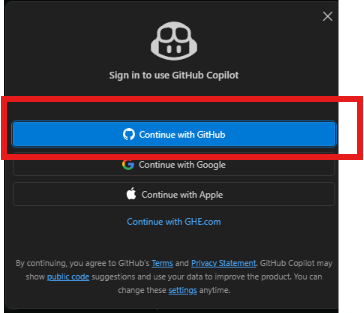 Sign in to use GitHub Copilot
Continue with GitHub
Continue with Google
Continue with Apple
Continue with GHE.com
By continuing, you agree to GitHub's Terms and Privacy Statement. GitHub Copilot may
show public code suggestions and use your data to improve the product. You can
change these settings anytime.